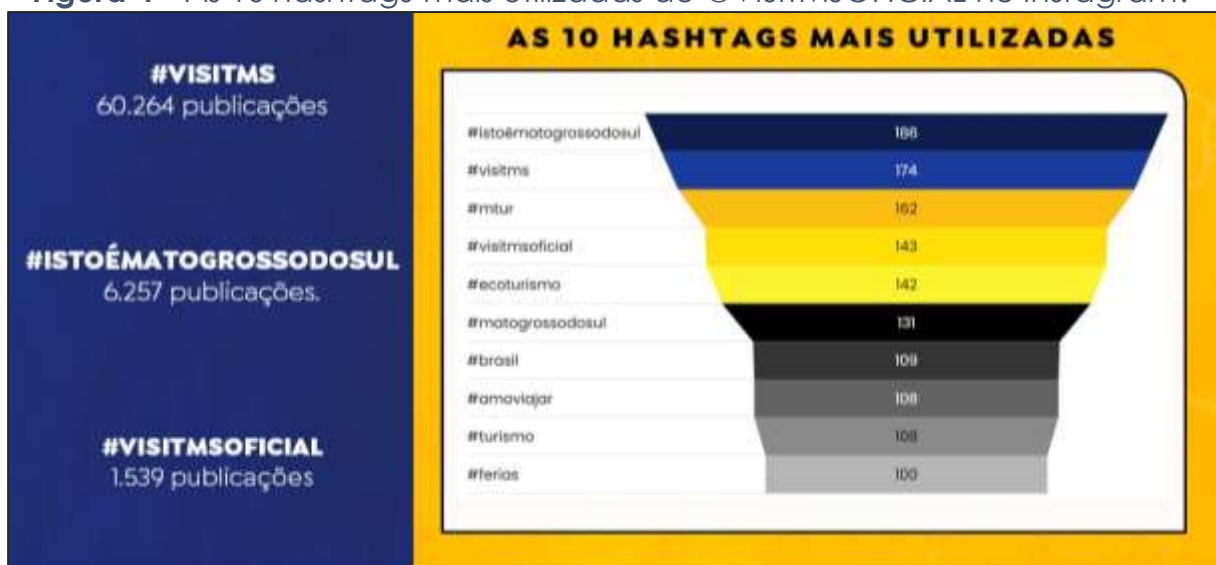 AS 10 HASHTAGS MAIS UTILIZADAS
#VISITMS
60.264 publicações
#ISTOÉMATOGROSSODOSUL
6.257 publicações.
#VISITMSOFICIAL
1.539 publicações
#istoématogrossodosul
#visitms 174
#mtur 162
#visitmsoficial 143
#ecoturismo 142
#matogrossodosul 131
#brasil 109
#amoviajar 108
#turismo 108
#ferias 100